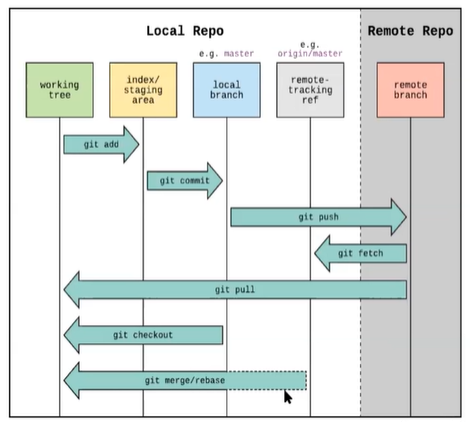 Local Repo
Remote Repo
e.g. master
e.g.
origin/master
working
tree
index/
staging
area
local
branch
remote-
tracking
ref
remote
branch
git add
git commit
git push
git fetch
git pull
git checkout
git merge/rebase